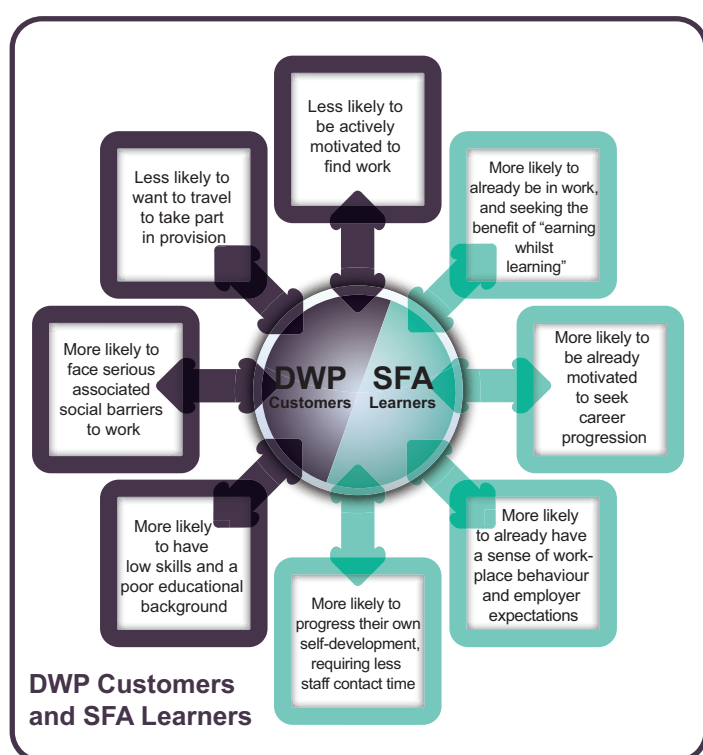 Less likely to
be actively
motivated to
find work
Less likely to
want to travel
to take part
in provision
More likely to
already be in work,
and seeking the
benefit of “earning
whilst
learning”
More likely to
face serious
associated
social barriers
to work
DWP
Customers
SFA
Learners
More likely to
be already
motivated
to seek
career
progression
More likely
to have
low skills and a
poor educational
background
More likely to
progress their own
self-development,
requiring less
staff contact time
More likely
to already have
a sense of work-
place behaviour
and employer
expectations
DWP Customers
and SFA Learners